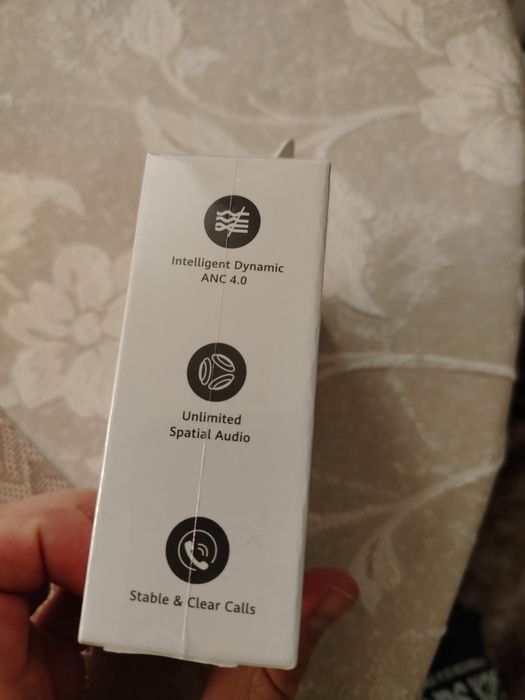 Intelligent Dynamic
ANC 4.0
Unlimited
Spatial Audio
Stable & Clear Calls